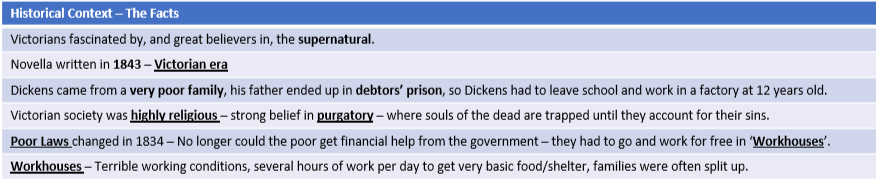 Historical Context – The Facts
Victorians fascinated by, and great believers in, the supernatural.
Novella written in 1843 – Victorian era
Dickens came from a very poor family, his father ended up in debtors’ prison, so Dickens had to leave school and work in a factory at 12 years old.
Victorian society was highly religious – strong belief in purgatory – where souls of the dead are trapped until they account for their sins.
Poor Laws changed in 1834 – No longer could the poor get financial help from the government – they had to go and work for free in ‘Workhouses’.
Workhouses – Terrible working conditions, several hours of work per day to get very basic food/shelter, families were often split up.